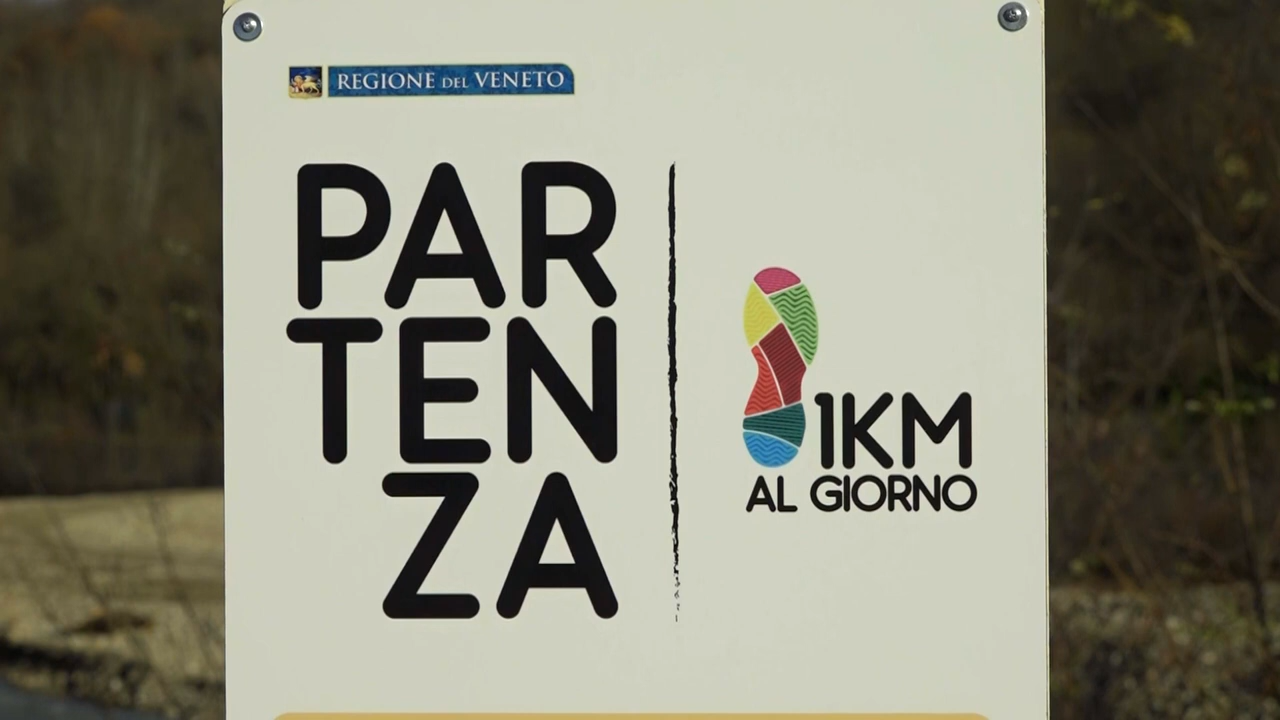 REGIONE DEL VENETO
PAR
TEN
ZA
1KM
AL GIORNO